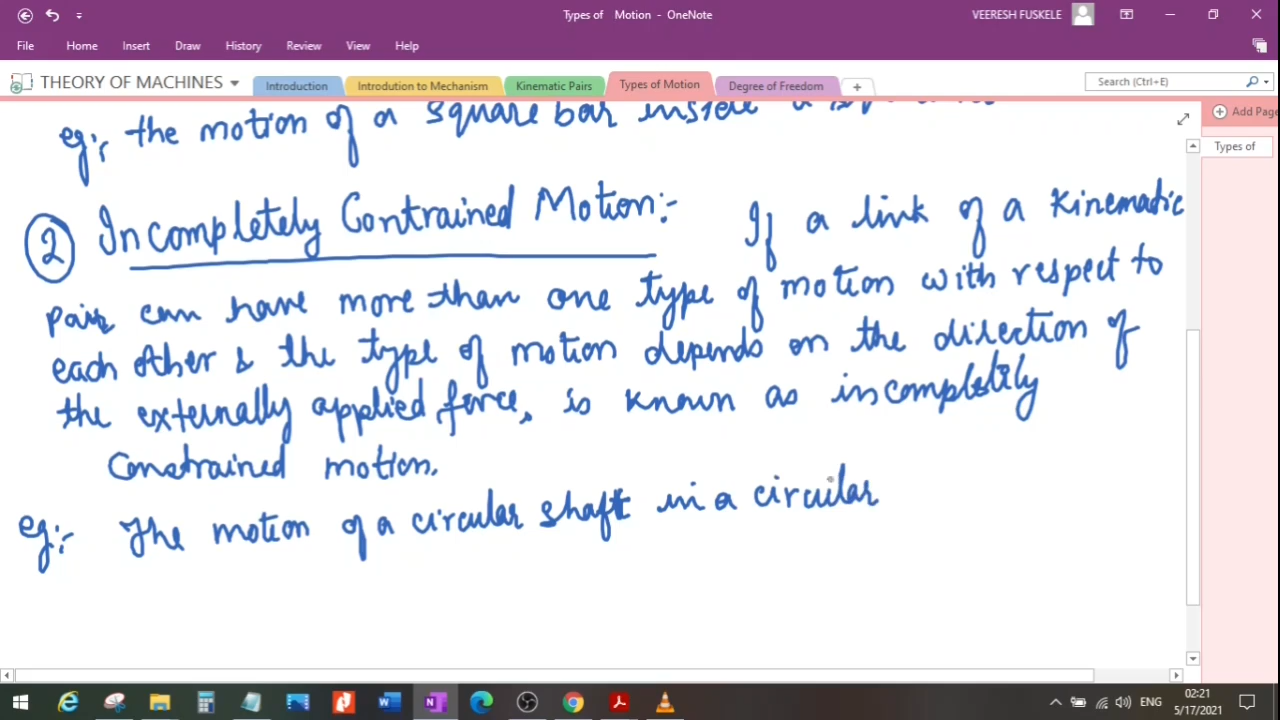 Types of Motion - OneNote
VEERESH FUSKELE
File Home Insert Draw History Review View Help
THEORY OF MACHINES
Introduction
Introdution to Mechanism
Kinematic Pairs
Types of Motion
Degree of Freedom
Search (Ctrl+E)
Add Page
Types of
eg:- the motion of a square bar inside a
② Incompletely Contrained Motion:- If a link of a Kinematic
pair can have more than one type of motion with respect to
each other & the type of motion depends on the direction of
the externally applied force, is known as incompletily
Constrained motion.
eg:- The motion of a circular shaft in a circular
ENG
02:21
5/17/2021